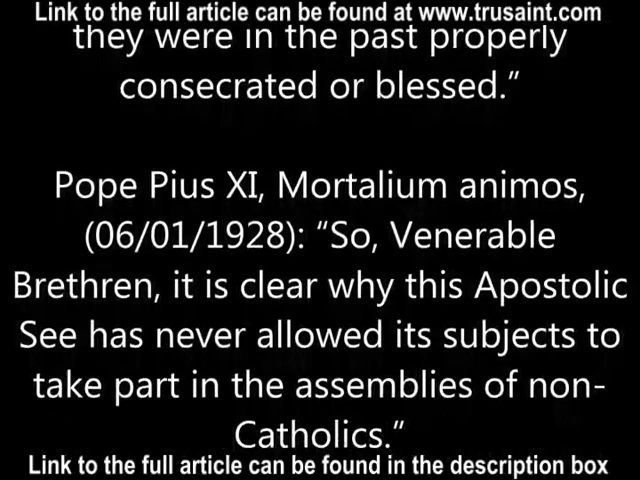 Link to the full article can be found at www.trusaint.com
they were in the past properly
consecrated or blessed.”
Pope Pius XI, Mortalium animos,
(06/01/1928): “So, Venerable
Brethren, it is clear why this Apostolic
See has never allowed its subjects to
take part in the assemblies of non-
Catholics.”
Link to the full article can be found in the description box